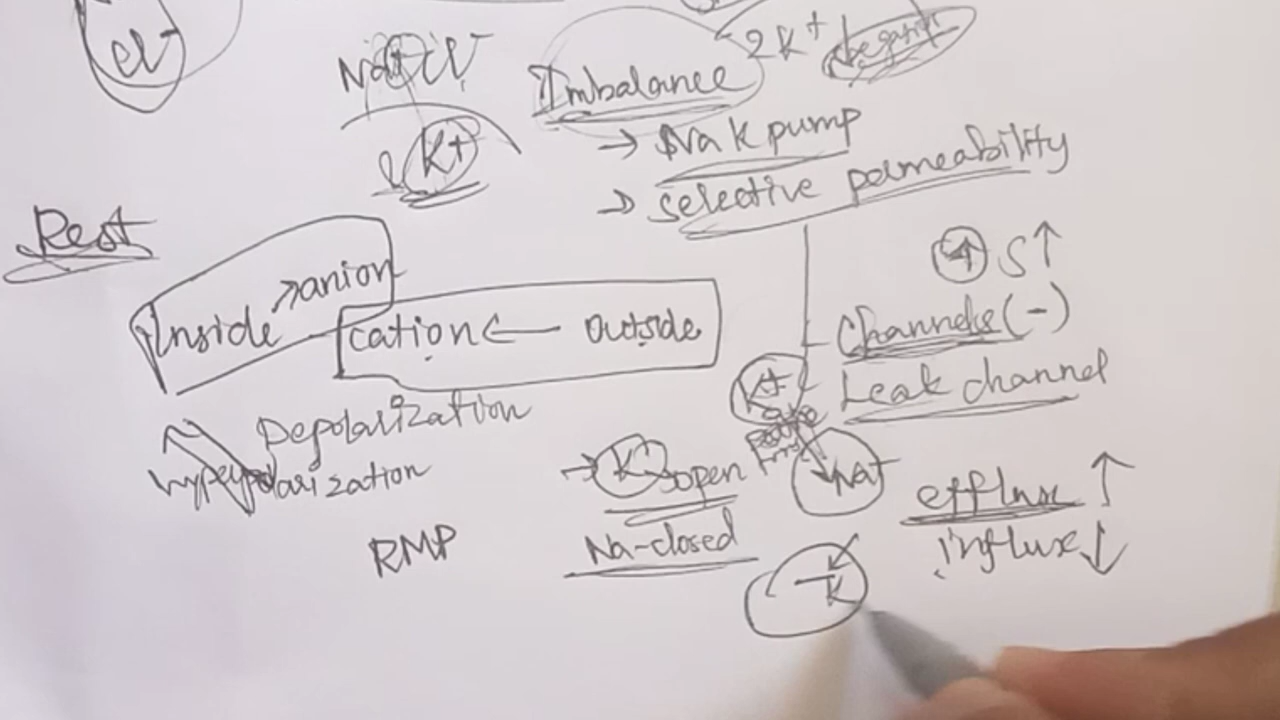 2K+ Negative
Imbalance
K+
→ Na K pump
→ selective permeability
Rest
↑ S↑
Inside → anion
cation ← outside
Channels (-)
K+
Leak channel
Depolarization
hyperpolarization
→ K+ open
Na+
efflux ↑
RMP
Na-closed
influx ↓
K